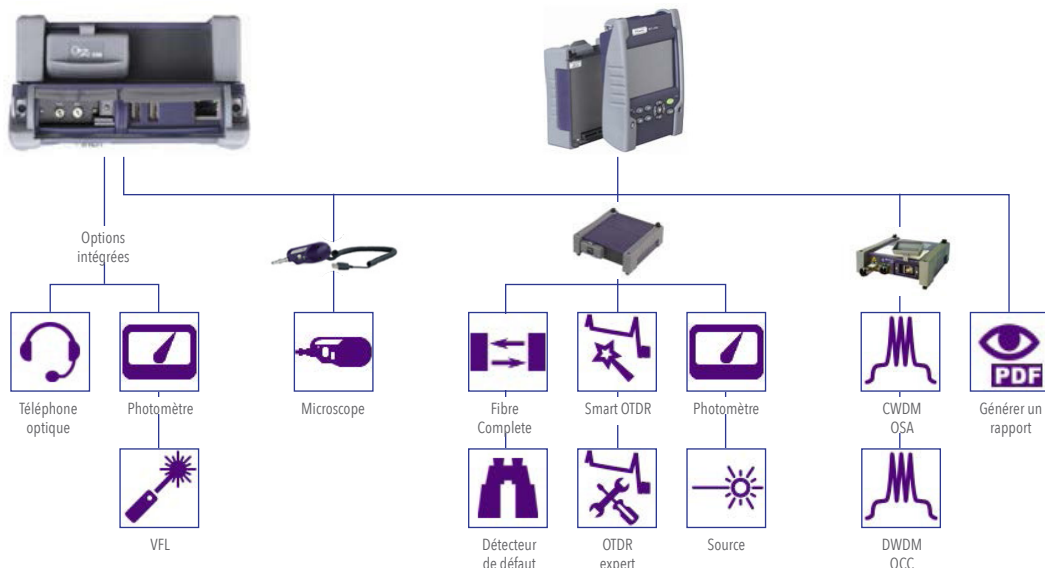 Options
intégrées
PDF
Téléphone
optique
Photomètre
Microscope
Fibre
Complete
Smart OTDR
Photomètre
CWDM
OSA
Générer un
rapport
VFL
Détecteur
de défaut
OTDR
expert
Source
DWDM
OCC